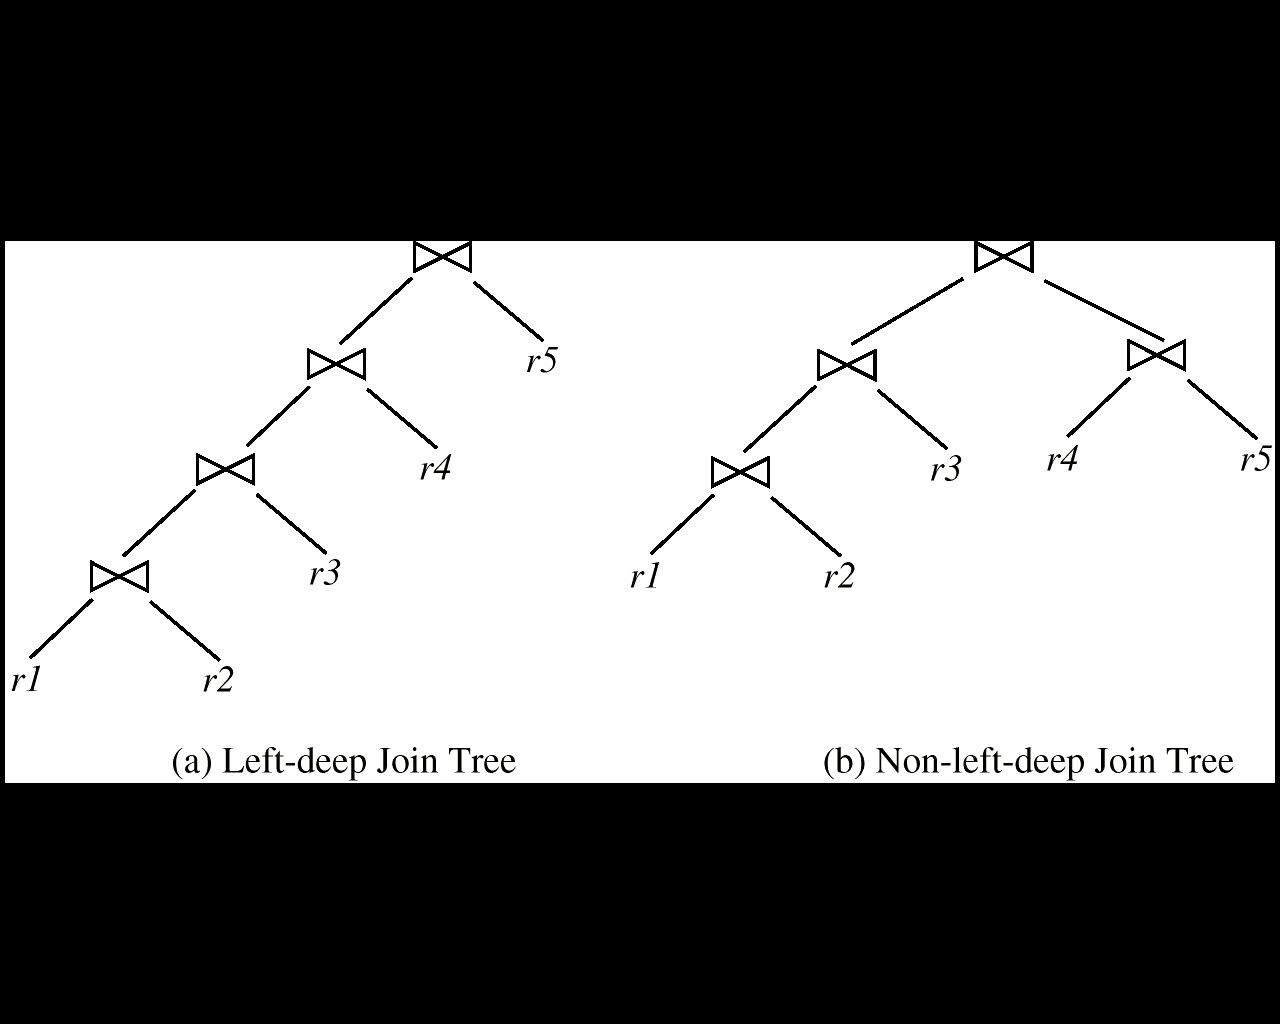 r5
r4
r3
r1 r2
(a) Left-deep Join Tree
r4 r5
r3
r1 r2
(b) Non-left-deep Join Tree